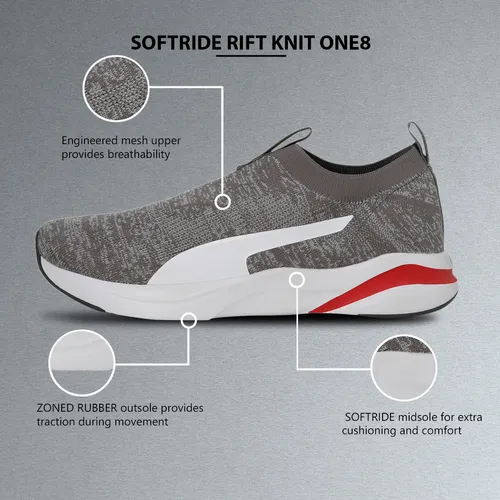 SOFTRIDE RIFT KNIT ONE8
Engineered mesh upper
provides breathability
ZONED RUBBER outsole provides
traction during movement
SOFTRIDE midsole for extra
cushioning and comfort